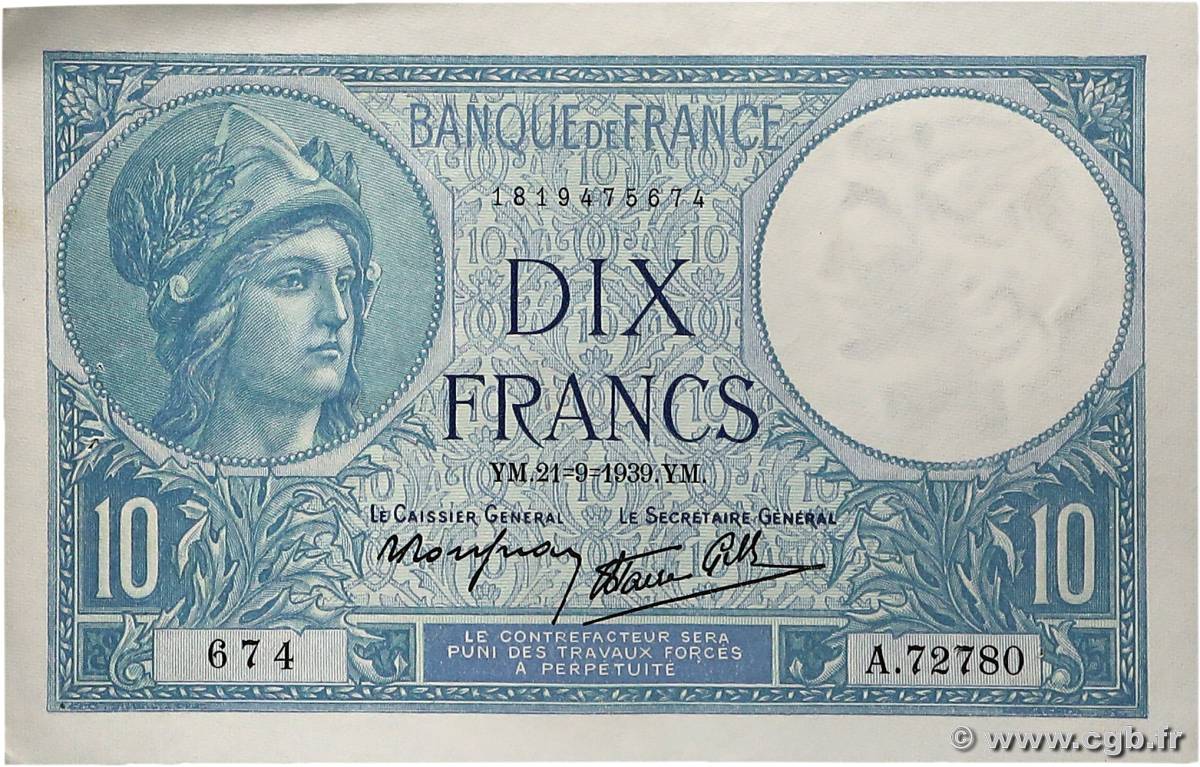 BANQUE DE FRANCE
1819475674
DIX
FRANCS
YM.21=9=1939.YM.
LE CAISSIER GENERAL LE SECRETAIRE GÉNÉRAL
10 10
674 A.72780
LE CONTREFACTEUR SERA
PUNI DES TRAVAUX FORCÉS
A PERPÉTUITÉ
© www.cgb.fr